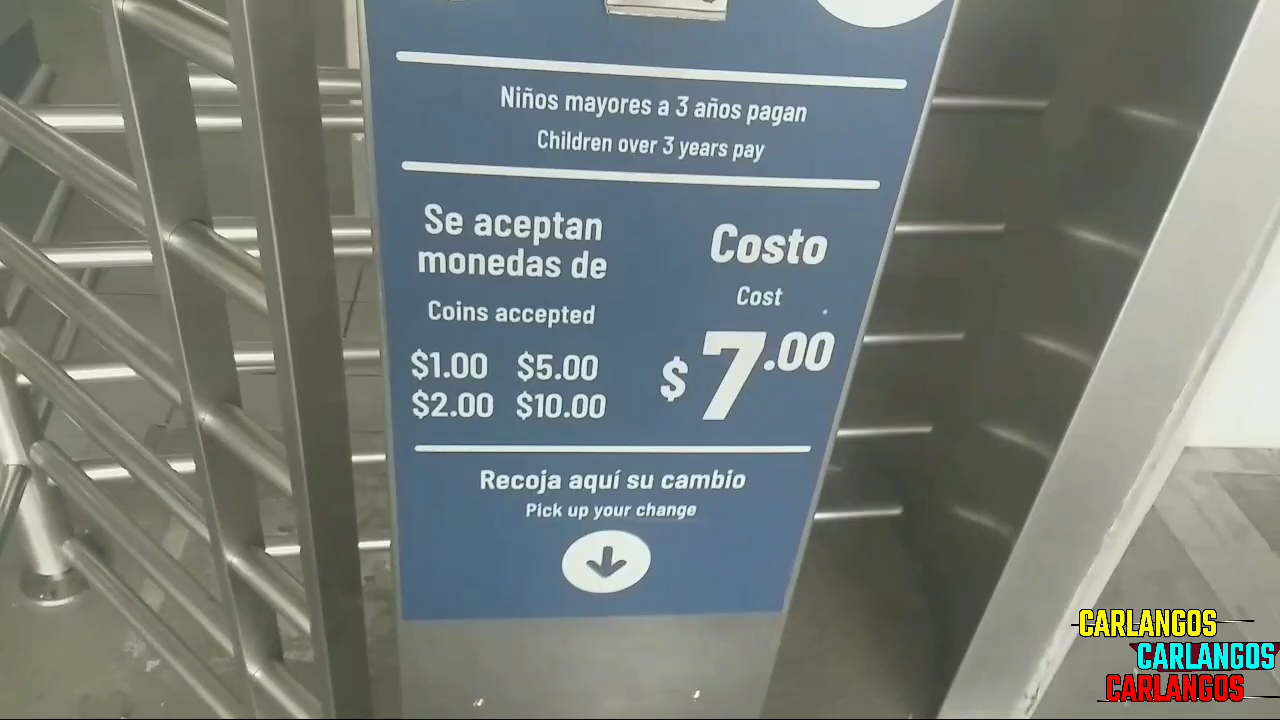 Niños mayores a 3 años pagan
Children over 3 years pay
Se aceptan
monedas de
Coins accepted
$1.00 $5.00
$2.00 $10.00
Costo
Cost
$7.00
Recoja aquí su cambio
Pick up your change
CARLANGOS
CARLANGOS
CARLANGOS